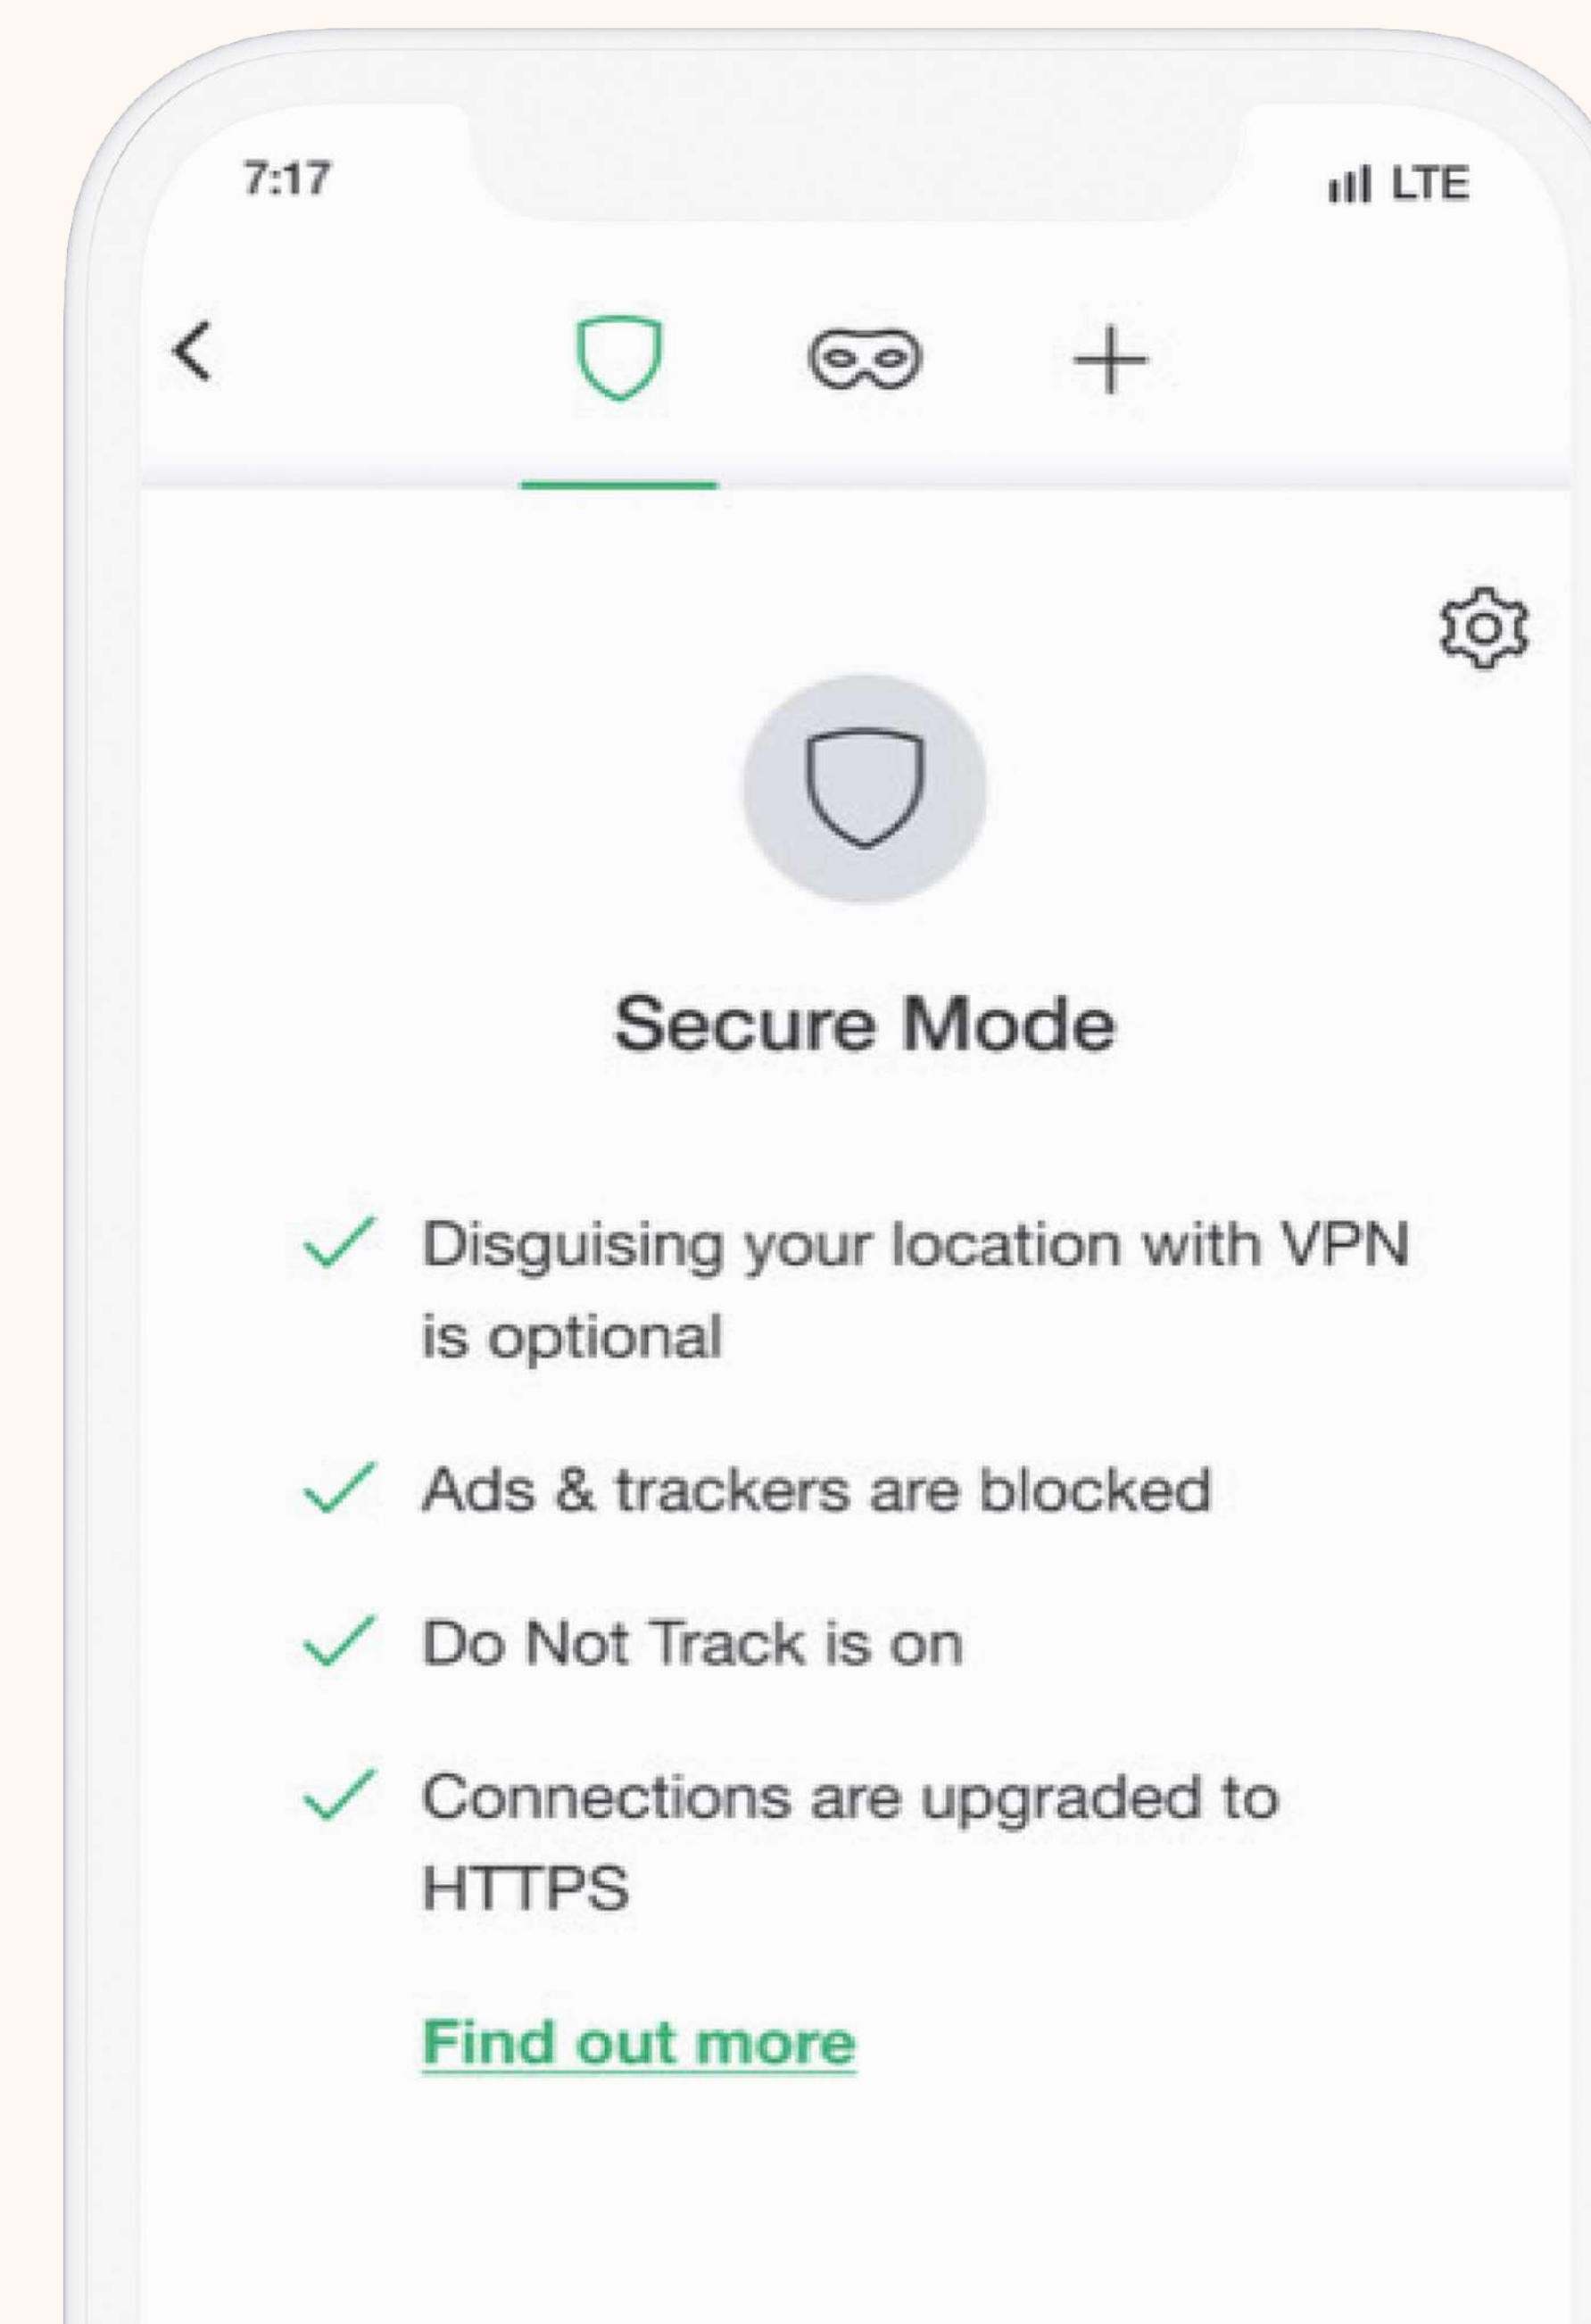 7:17
LTE
Secure Mode
Disguising your location with VPN
is optional
Ads & trackers are blocked
Do Not Track is on
Connections are upgraded to
HTTPS
Find out more